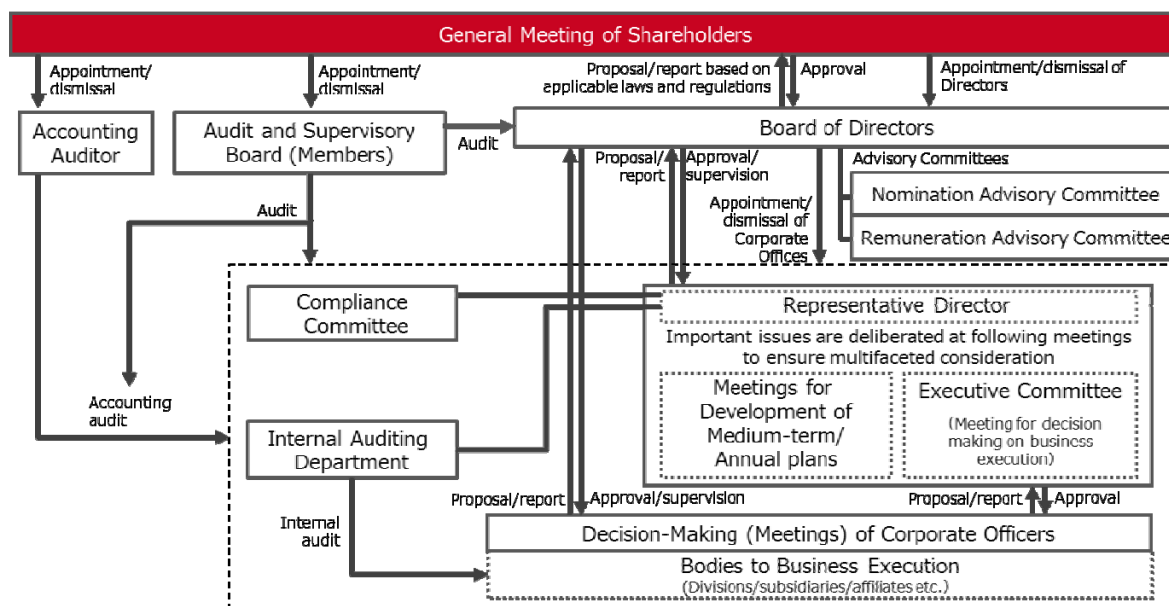 General Meeting of Shareholders
Appointment/
dismissal
Appointment/
dismissal
Proposal/report based on
applicable laws and regulations
Approval
Appointment/dismissal of
Directors
Accounting
Auditor
Audit and Supervisory
Board (Members)
Audit
Board of Directors
Proposal/
report
Approval/
supervision
Advisory Committees
Nomination Advisory Committee
Remuneration Advisory Committee
Appointment/
dismissal of
Corporate
Offices
Audit
Compliance
Committee
Representative Director
Important issues are deliberated at following meetings
to ensure multifaceted consideration
Meetings for
Development of
Medium-term/
Annual plans
Executive Committee
(Meeting for decision
making on business
execution)
Accounting
audit
Internal Auditing
Department
Proposal/report
Approval/supervision
Proposal/report
Approval
Internal
audit
Decision-Making (Meetings) of Corporate Officers
Bodies to Business Execution
(Divisions/subsidiaries/affiliates etc.)